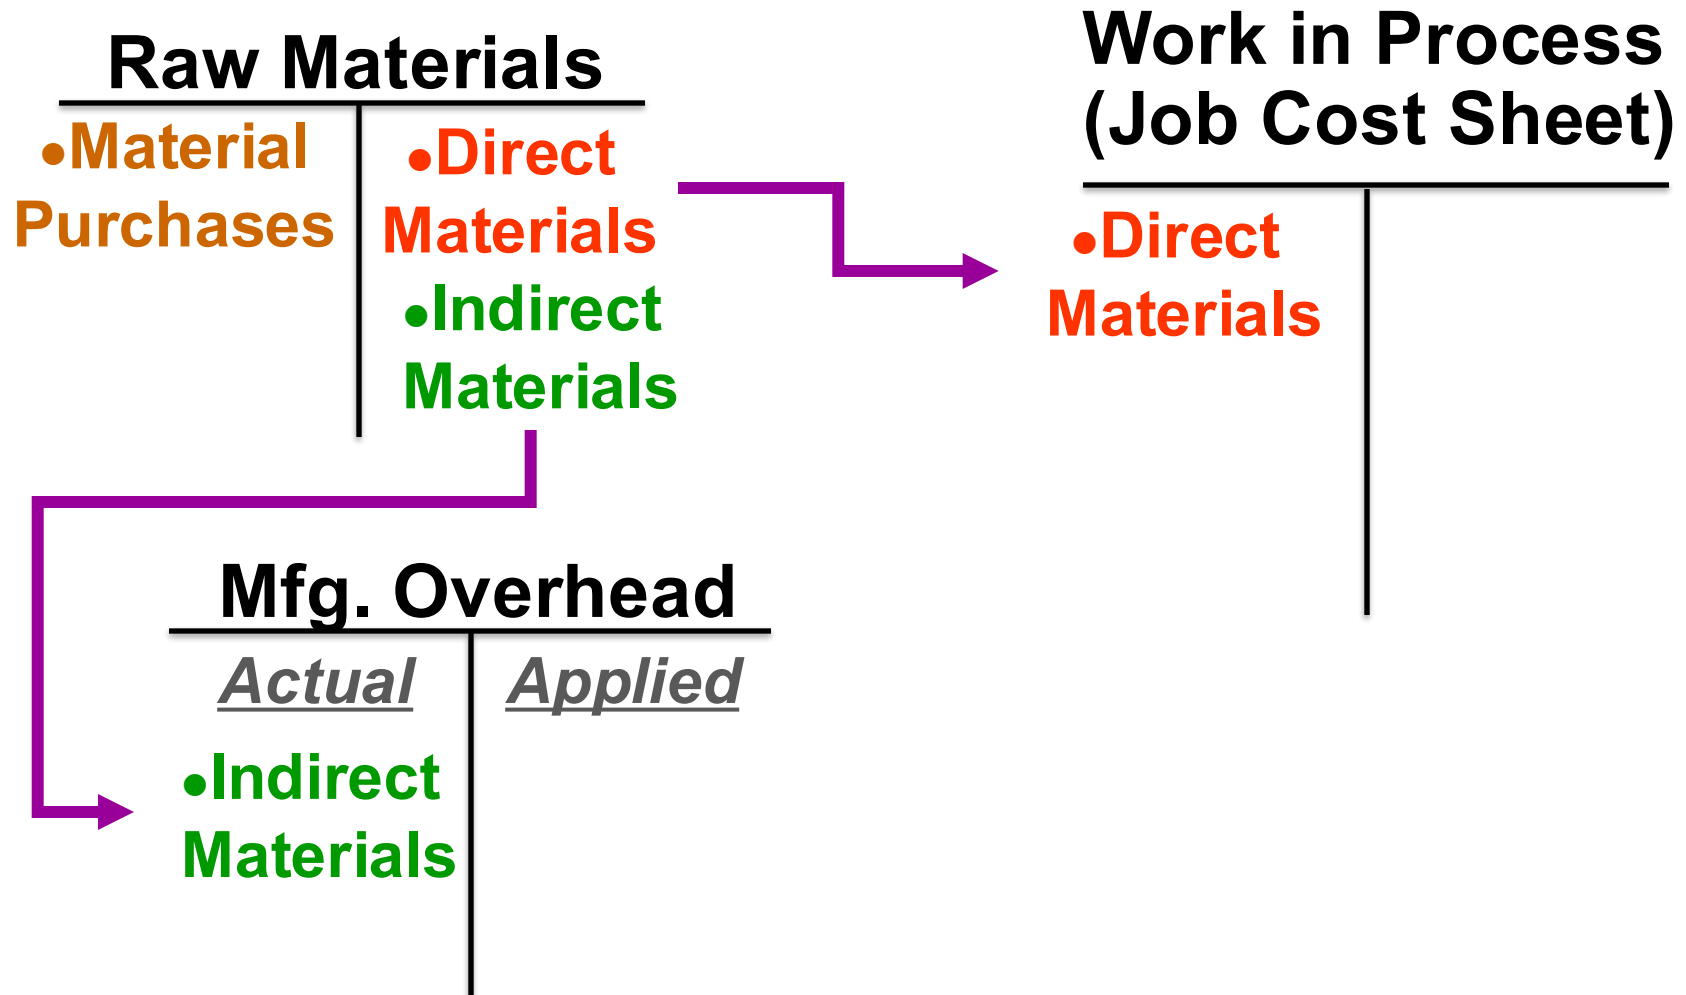 Raw Materials
•Material
Purchases
•Direct
Materials
•Indirect
Materials
Work in Process
(Job Cost Sheet)
•Direct
Materials
Mfg. Overhead
Actual
Applied
•Indirect
Materials